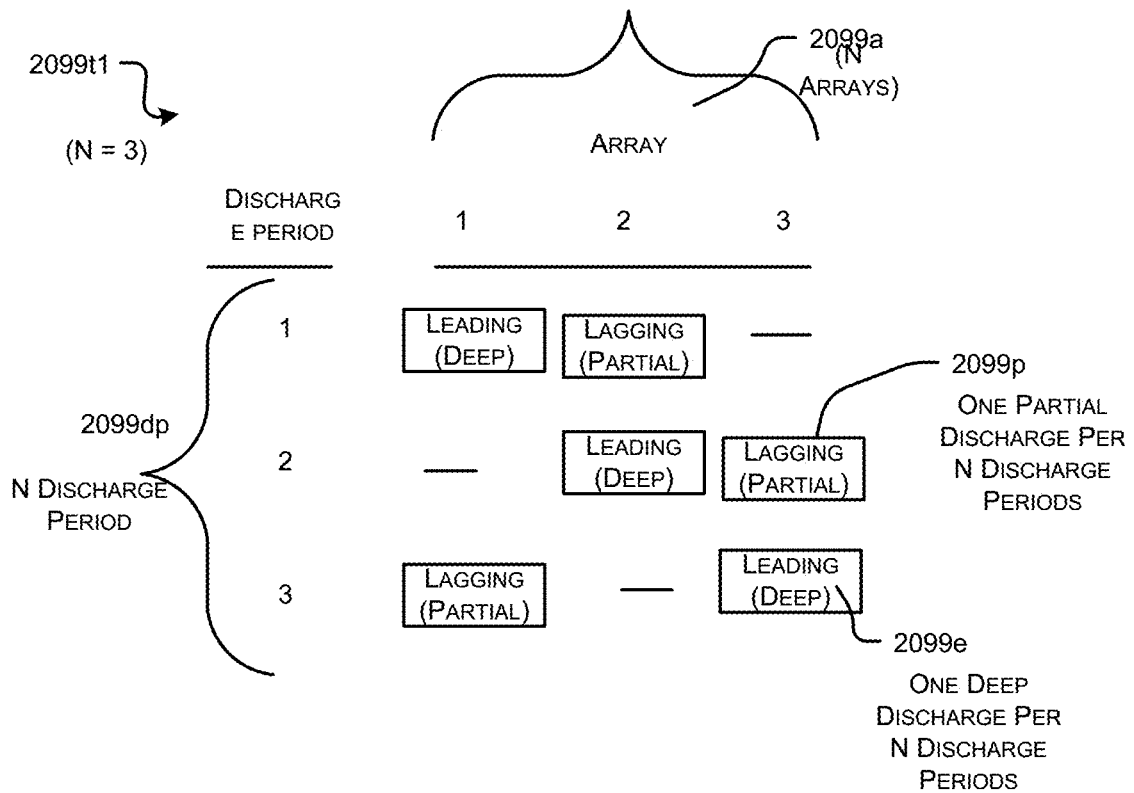 2099t1
(N = 3)
2099a
(N
ARRAYS)
ARRAY
DISCHARG
E PERIOD
1 2 3
1
LEADING
(DEEP)
LAGGING
(PARTIAL)
—
2099p
ONE PARTIAL
DISCHARGE PER
N DISCHARGE
PERIODS
2099dp
N DISCHARGE
PERIOD
2
—
LEADING
(DEEP)
LAGGING
(PARTIAL)
3
LAGGING
(PARTIAL)
—
LEADING
(DEEP)
2099e
ONE DEEP
DISCHARGE PER
N DISCHARGE
PERIODS